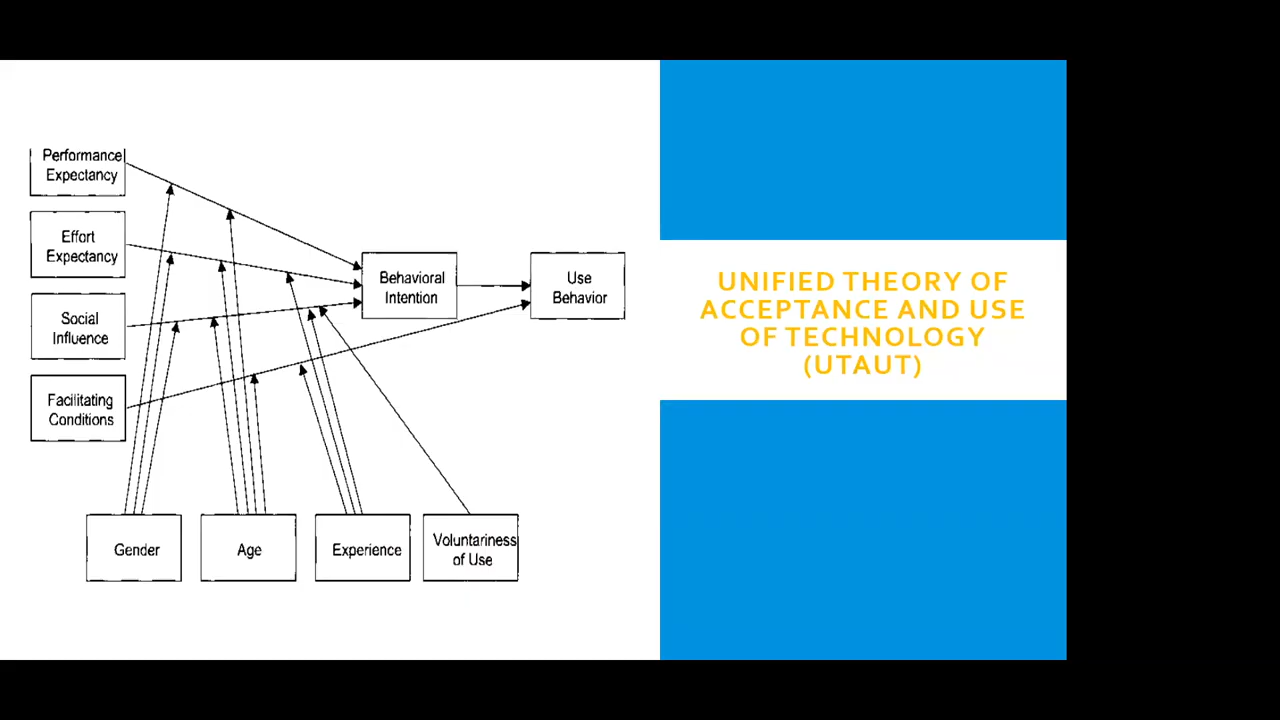 Performance
Expectancy
Effort
Expectancy
Social
Influence
Facilitating
Conditions
Behavioral
Intention
Use
Behavior
Gender
Age
Experience
Voluntariness
of Use
UNIFIED THEORY OF
ACCEPTANCE AND USE
OF TECHNOLOGY
(UTAUT)